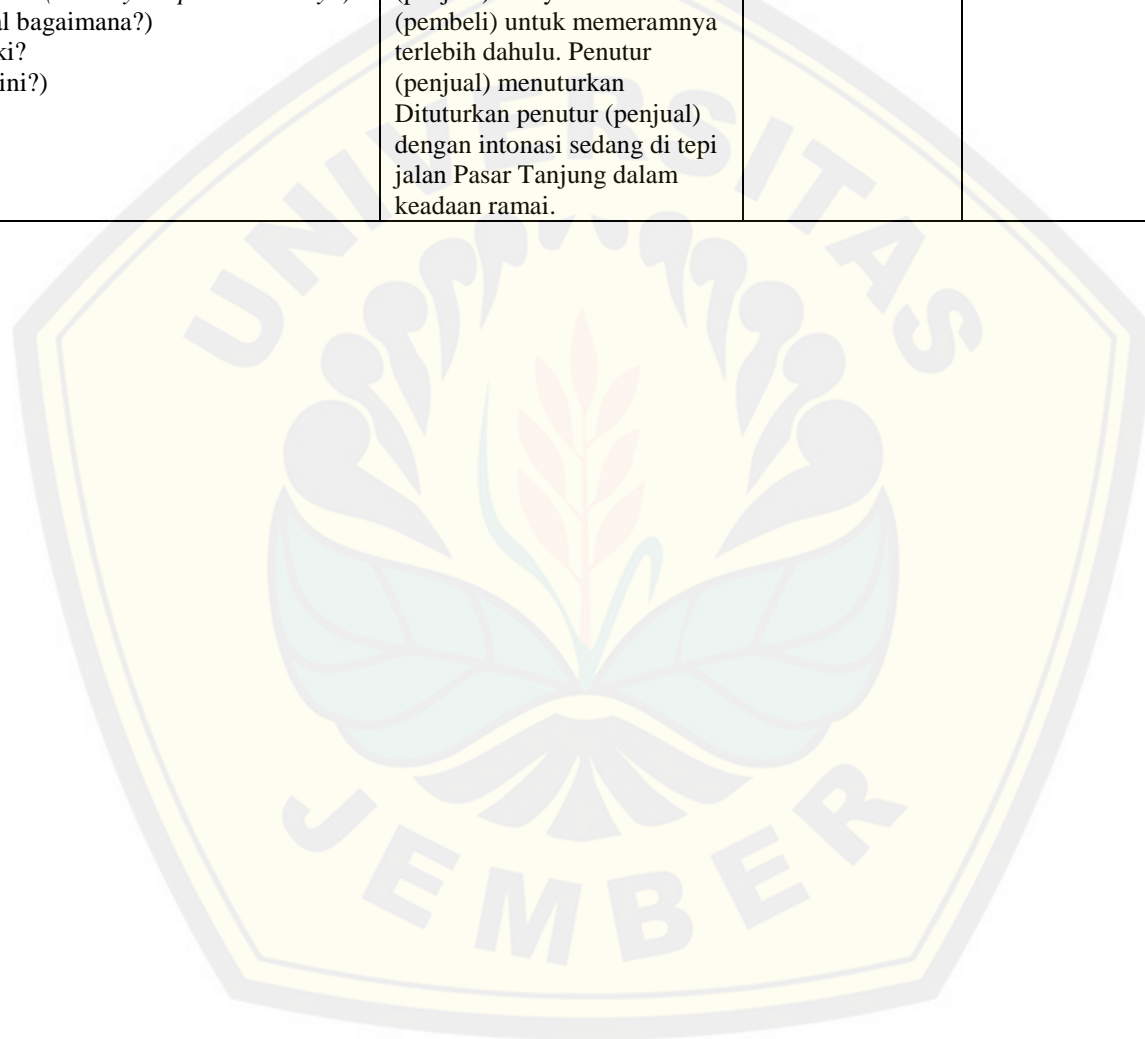 al bagaimana?)
ki?
ini?)
(pembeli) untuk memeramnya
terlebih dahulu. Penutur
(penjual) menuturkan
Dituturkan penutur (penjual)
dengan intonasi sedang di tepi
jalan Pasar Tanjung dalam
keadaan ramai.
UNIVERSITAS
JEMBER